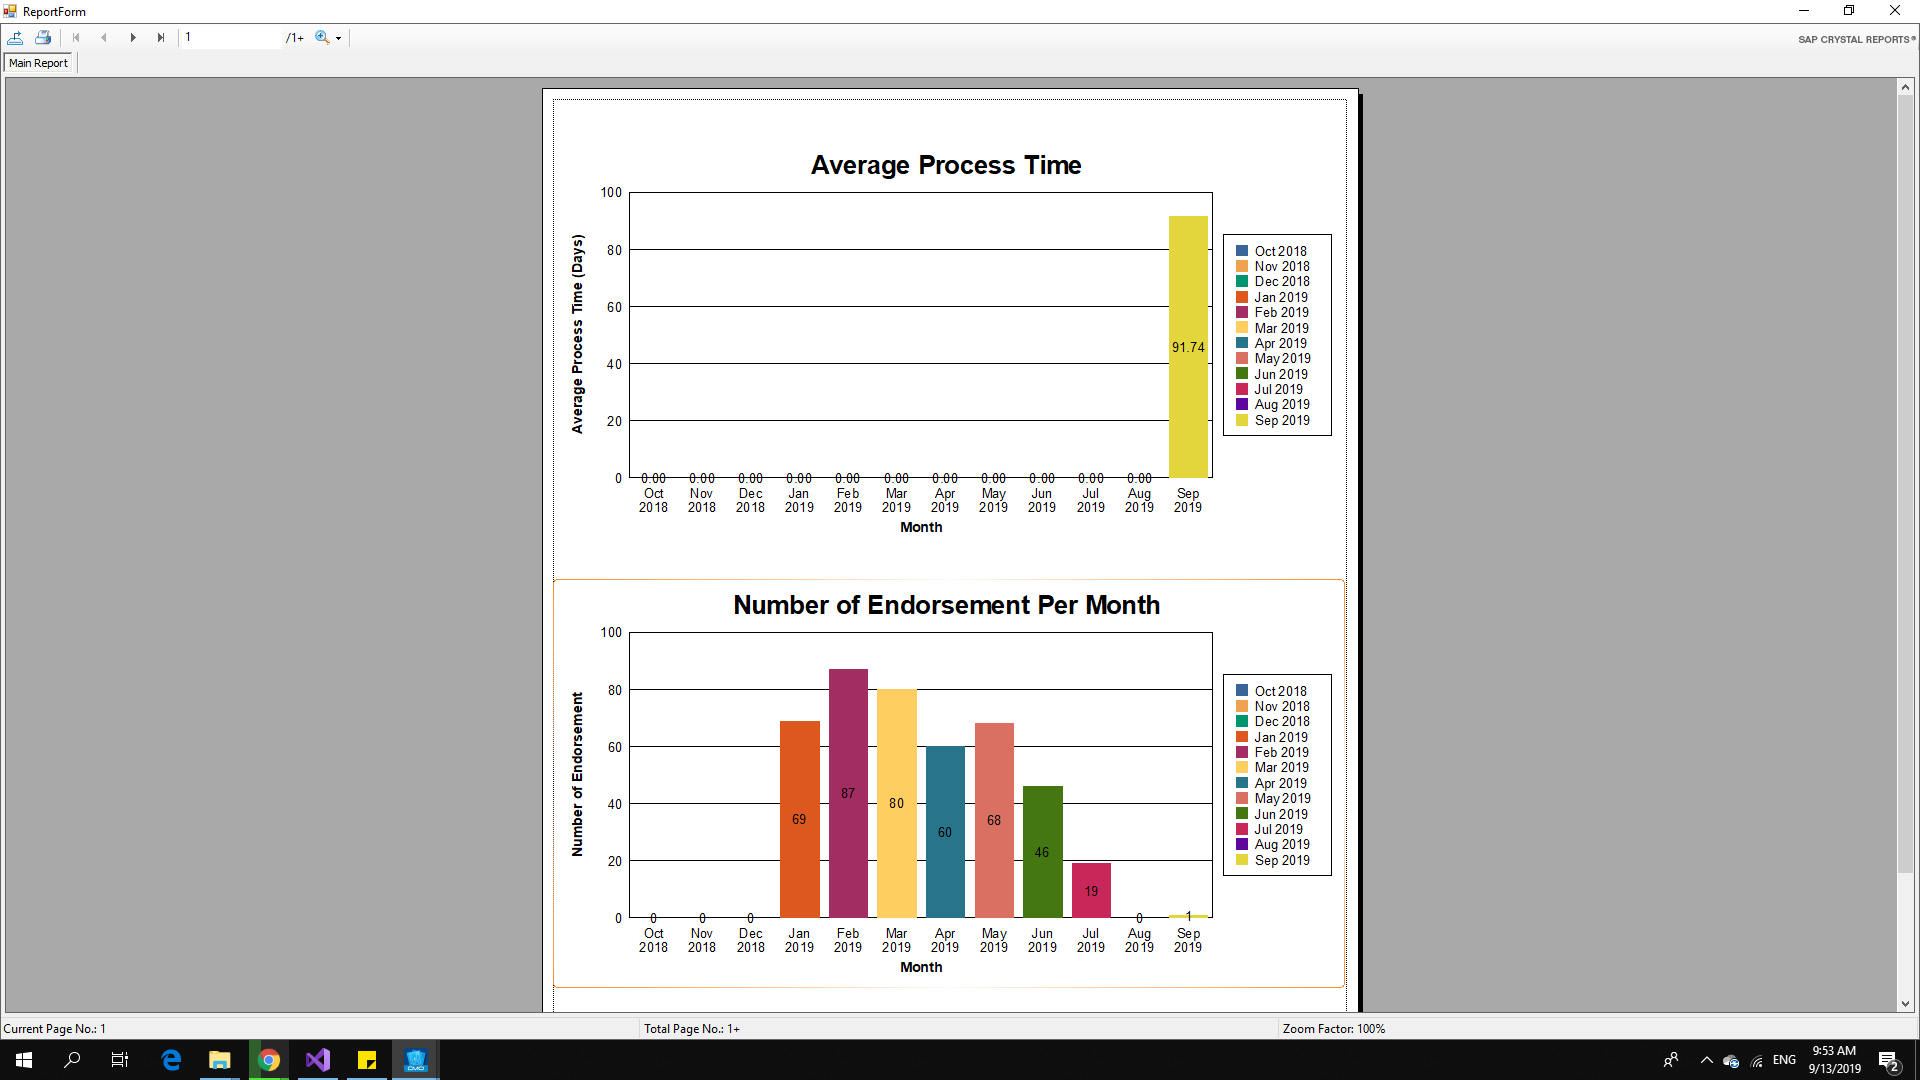 ReportForm
1
/1+
SAP CRYSTAL REPORTS®
Main Report
Average Process Time
Average Process Time (Days)
100
80
60
40
20
0
91.74
0.00 0.00 0.00 0.00 0.00 0.00 0.00 0.00 0.00 0.00 0.00
Oct Nov Dec Jan Feb Mar Apr May Jun Jul Aug Sep
2018 2018 2018 2019 2019 2019 2019 2019 2019 2019 2019 2019
Month
Oct 2018
Nov 2018
Dec 2018
Jan 2019
Feb 2019
Mar 2019
Apr 2019
May 2019
Jun 2019
Jul 2019
Aug 2019
Sep 2019
Number of Endorsement Per Month
Number of Endorsement
100
80
60
40
20
0
0 0 0 69 87 80 60 68 46 19 0 1
Oct Nov Dec Jan Feb Mar Apr May Jun Jul Aug Sep
2018 2018 2018 2019 2019 2019 2019 2019 2019 2019 2019 2019
Month
Oct 2018
Nov 2018
Dec 2018
Jan 2019
Feb 2019
Mar 2019
Apr 2019
May 2019
Jun 2019
Jul 2019
Aug 2019
Sep 2019
Current Page No.: 1
Total Page No.: 1+
Zoom Factor: 100%
CMO
ENG
9:53 AM
9/13/2019
2